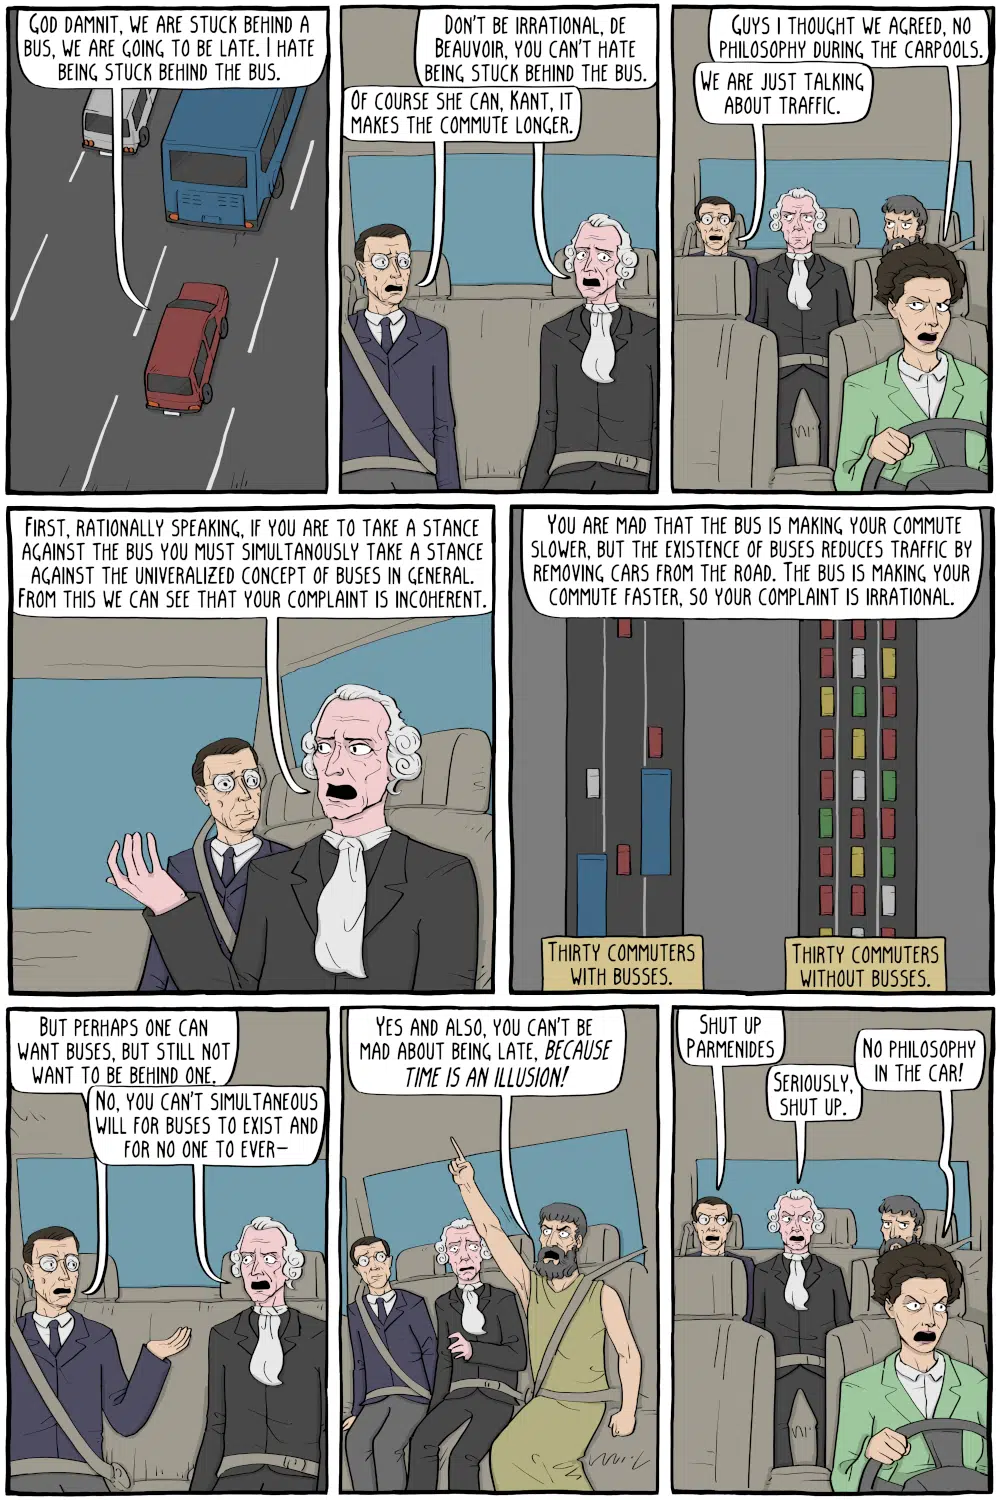 God damnit, we are stuck behind a
bus, we are going to be late. I hate
being stuck behind the bus.
Don't be irrational, de
Beauvoir, you can't hate
being stuck behind the bus.
Of course she can, Kant, it
makes the commute longer.
Guys I thought we agreed, no
philosophy during the carpools.
We are just talking
about traffic.
First, rationally speaking, if you are to take a stance
against the bus you must simultanously take a stance
against the univeralized concept of buses in general.
From this we can see that your complaint is incoherent.
You are mad that the bus is making your commute
slower, but the existence of buses reduces traffic by
removing cars from the road. The bus is making your
commute faster, so your complaint is irrational.
Thirty commuters
with busses.
Thirty commuters
without busses.
But perhaps one can
want buses, but still not
want to be behind one.
No, you can't simultaneous
will for buses to exist and
for no one to ever–
Yes and also, you can't be
mad about being late, because
time is an illusion!
Shut up
Parmenides
Seriously,
shut up.
No philosophy
in the car!